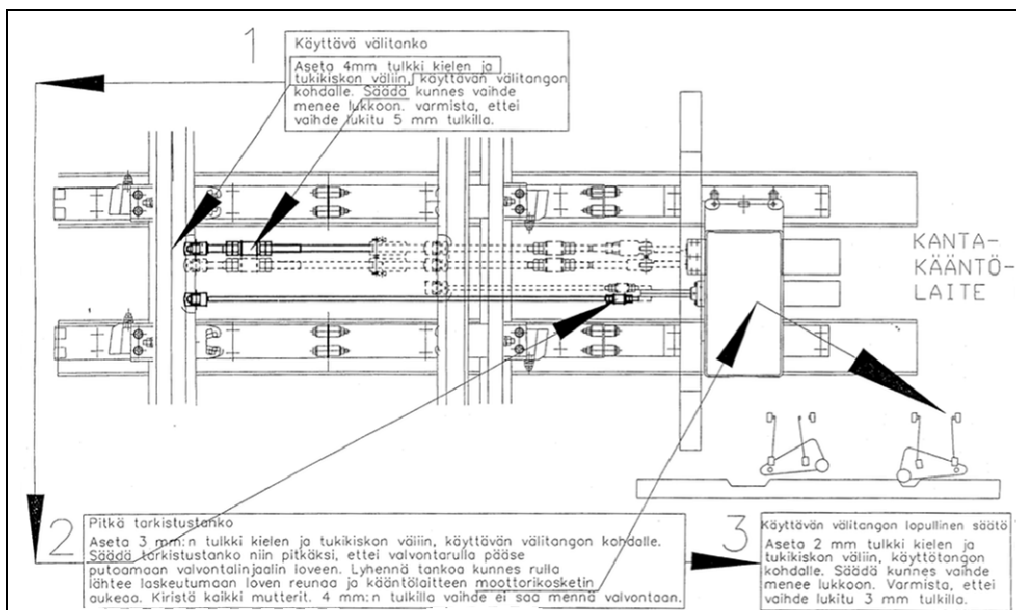 1
Käyttävä välitanko
Aseta 4mm tulkki kielen ja
tukikiskon väliin, käyttävän välitangon
kohdalle. Säädä kunnes vaihde
menee lukkoon. varmista, ettei
vaihde lukitu 5 mm tulkilla.
KANTA-
KÄÄNTÖ-
LAITE
2
Pitkä tarkistustanko
Aseta 3 mm:n tulkki kielen ja tukikiskon väliin, käyttävän välitangon kohdalle.
Säädä tarkistustanko niin pitkäksi, ettei valvontarulla pääse
putoamaan valvontalinjaalin loveen. Lyhennä tankoa kunnes rulla
lähtee laskeutumaan loven reunaa ja kääntölaitteen moottorikosketin
aukeaa. Kiristä kaikki mutterit. 4 mm:n tulkilla vaihde ei saa mennä valvontaan.
3
Käyttävän välitangon lopullinen säätö
Aseta 2 mm tulkki kielen ja
tukikiskon väliin, käyttötangon
kohdalle. Säädä kunnes vaihde
menee lukkoon. Varmista, ettei
vaihde lukitu 3 mm tulkilla.